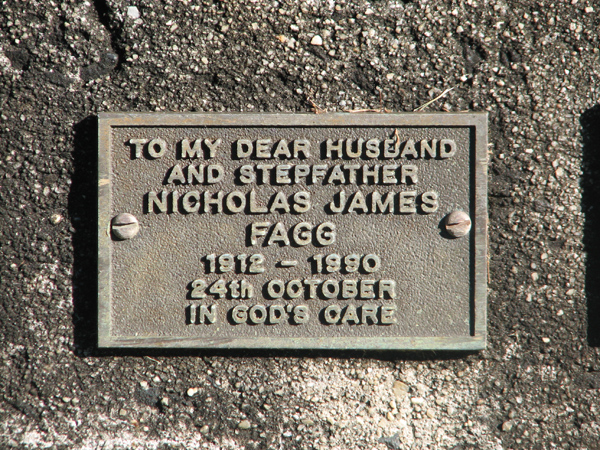 TO MY DEAR HUSBAND
AND STEPFATHER
NICHOLAS JAMES
FAGG
1912 – 1990
24th OCTOBER
IN GOD'S CARE